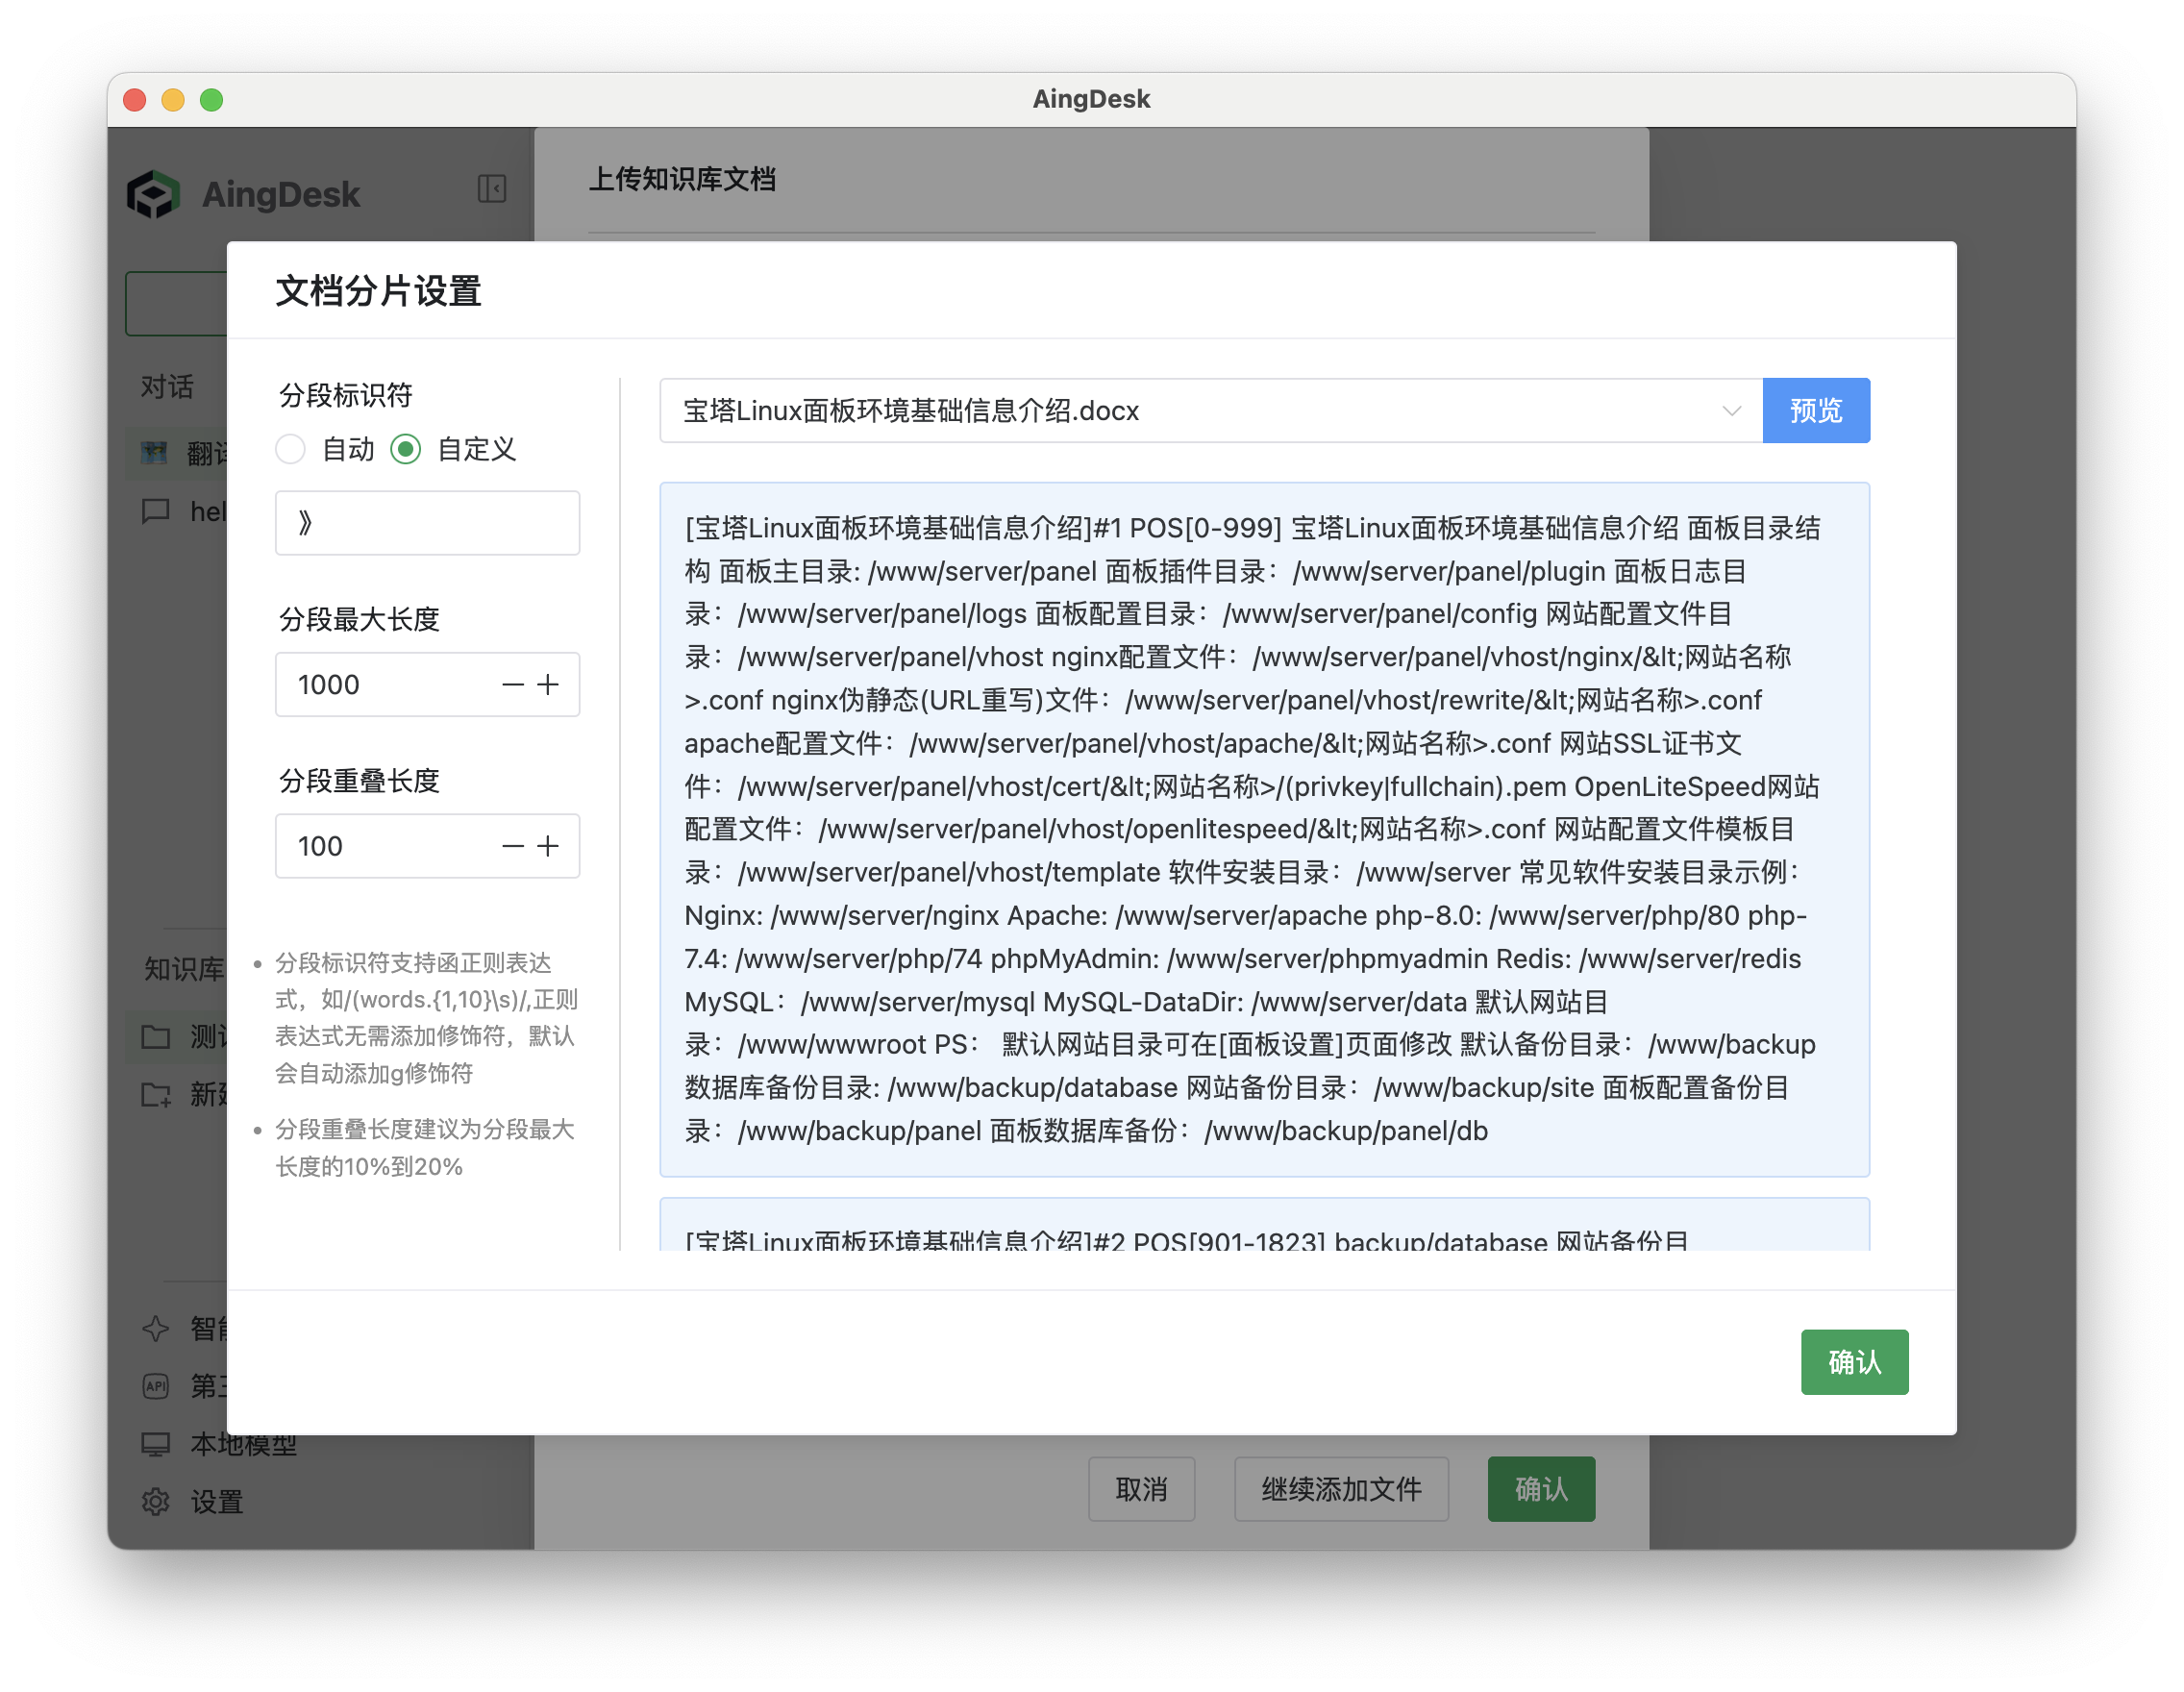 AingDesk
AingDesk
上传知识库文档
文档分片设置
对话
翻译
hel
知识库
测试
新建
智能
API
第三
本地模型
设置
分段标识符
自动 自定义
》
分段最大长度
1000
分段重叠长度
100
分段标识符支持函正则表达
式，如/(words.{1,10}\s)/,正则
表达式无需添加修饰符，默认
会自动添加g修饰符
分段重叠长度建议为分段最大
长度的10%到20%
宝塔Linux面板环境基础信息介绍.docx
预览
[宝塔Linux面板环境基础信息介绍]#1 POS[0-999] 宝塔Linux面板环境基础信息介绍 面板目录结
构 面板主目录: /www/server/panel 面板插件目录：/www/server/panel/plugin 面板日志目
录：/www/server/panel/logs 面板配置目录：/www/server/panel/config 网站配置文件目
录：/www/server/panel/vhost nginx配置文件：/www/server/panel/vhost/nginx/&lt;网站名称
>.conf nginx伪静态(URL重写)文件：/www/server/panel/vhost/rewrite/&lt;网站名称>.conf
apache配置文件：/www/server/panel/vhost/apache/&lt;网站名称>.conf 网站SSL证书文
件：/www/server/panel/vhost/cert/&lt;网站名称>/(privkey|fullchain).pem OpenLiteSpeed网站
配置文件：/www/server/panel/vhost/openlitespeed/&lt;网站名称>.conf 网站配置文件模板目
录：/www/server/panel/vhost/template 软件安装目录：/www/server 常见软件安装目录示例：
Nginx: /www/server/nginx Apache: /www/server/apache php-8.0: /www/server/php/80 php-
7.4: /www/server/php/74 phpMyAdmin: /www/server/phpmyadmin Redis: /www/server/redis
MySQL：/www/server/mysql MySQL-DataDir: /www/server/data 默认网站目
录：/www/wwwroot PS： 默认网站目录可在[面板设置]页面修改 默认备份目录：/www/backup
数据库备份目录: /www/backup/database 网站备份目录：/www/backup/site 面板配置备份目
录：/www/backup/panel 面板数据库备份：/www/backup/panel/db
[宝塔Linux面板环境基础信息介绍]#2 POS[901-1823] backup/database 网站备份目
确认
取消
继续添加文件
确认